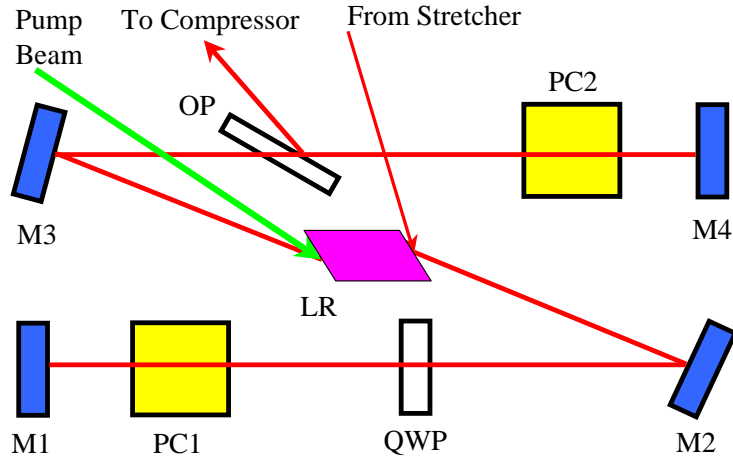 Pump
Beam
To Compressor
From Stretcher
OP
PC2
M3
M4
LR
M1
PC1
QWP
M2